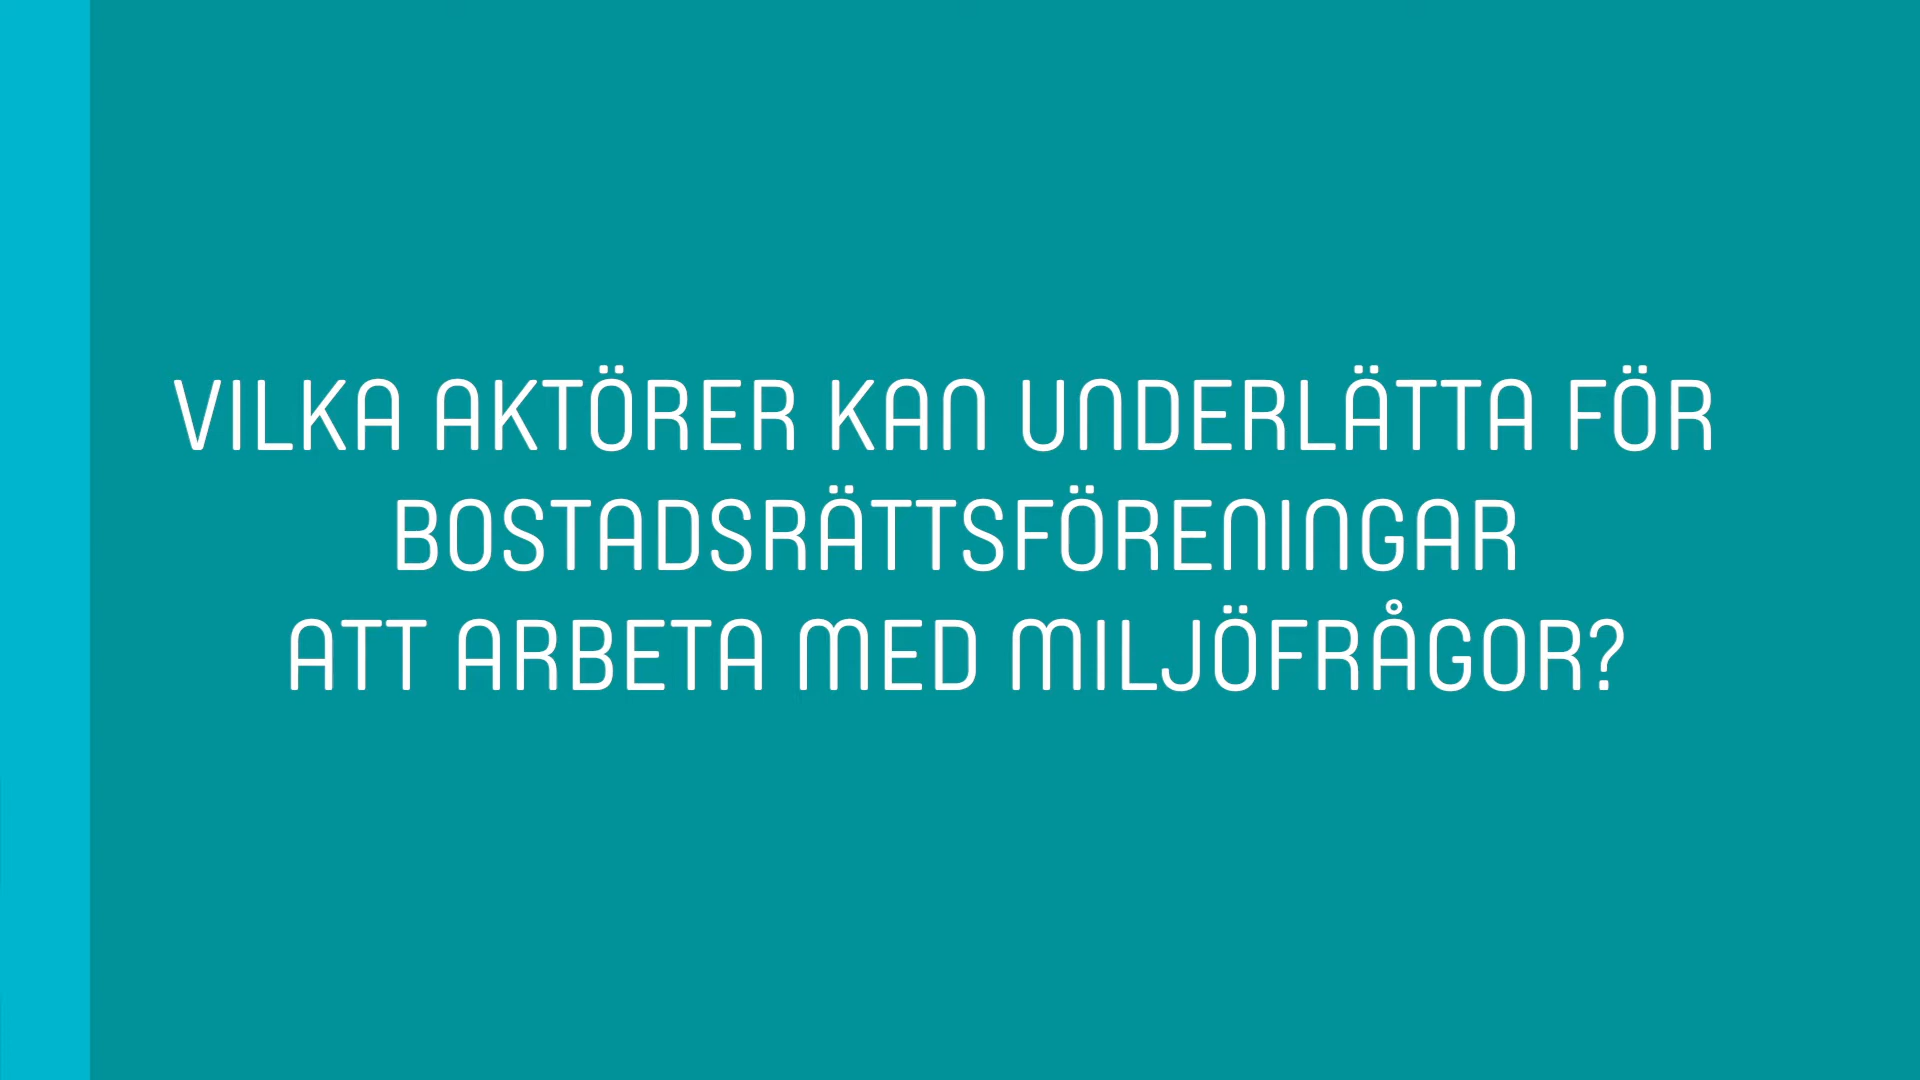 VILKA AKTÖRER KAN UNDERLÄTTA FÖR
BOSTADSRÄTTSFÖRENINGAR
ATT ARBETA MED MILJÖFRÅGOR?